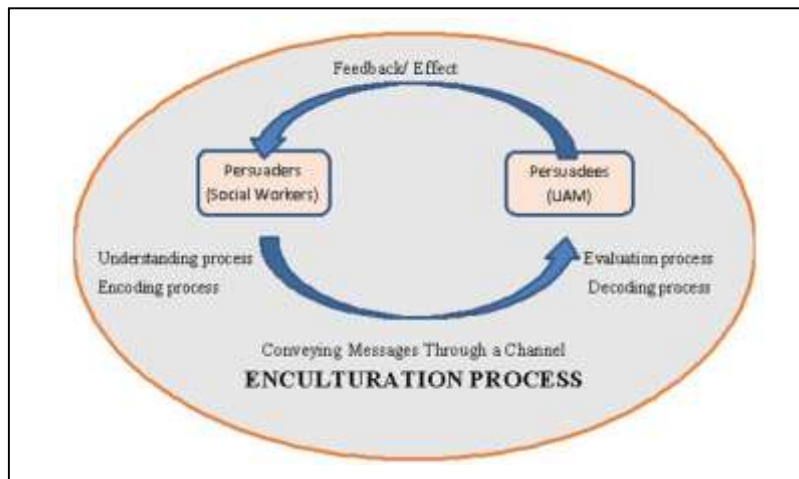 Feedback/ Effect
Persuaders
(Social Workers)
Persuadees
(UAM)
Understanding process
Encoding process
Evaluation process
Decoding process
Conveying Messages Through a Channel
ENCULTURATION PROCESS